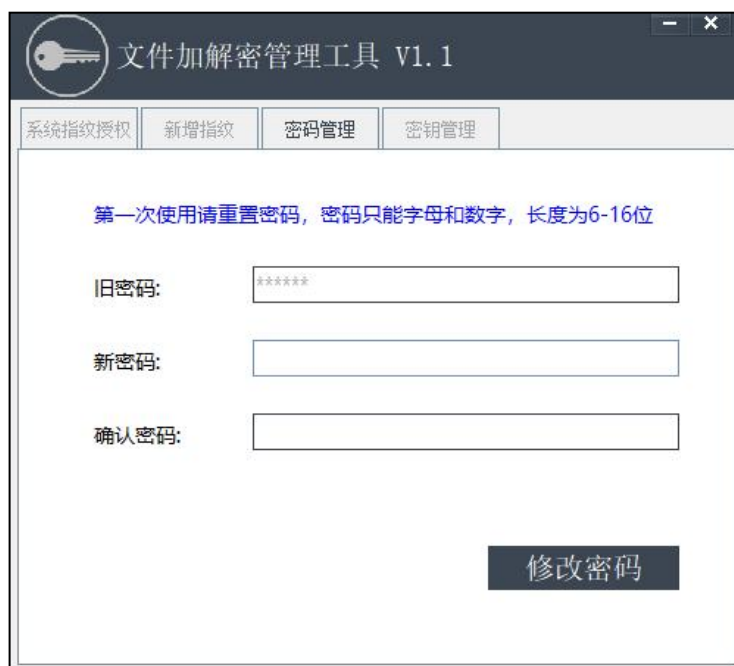 文件加解密管理工具 V1.1
系统指纹授权 新增指纹 密码管理 密钥管理
第一次使用请重置密码，密码只能字母和数字，长度为6-16位
旧密码: ******
新密码:
确认密码:
修改密码